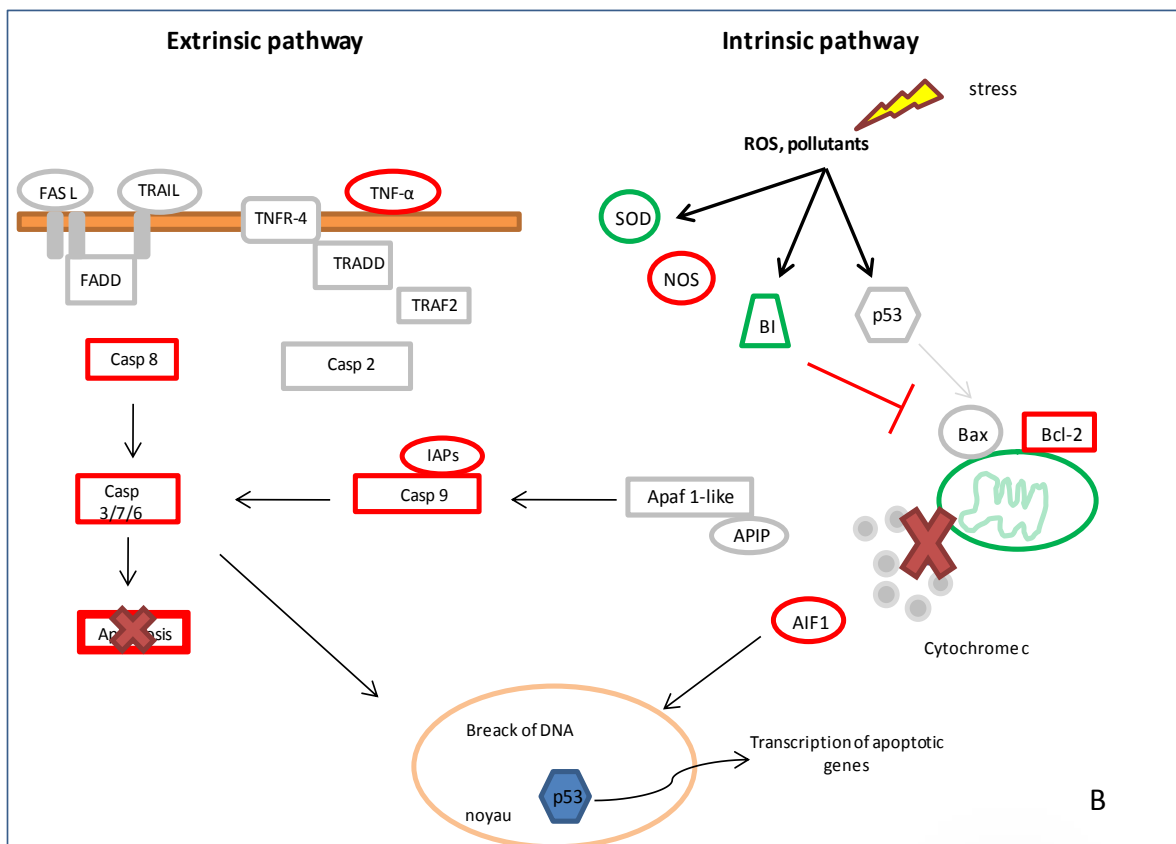 Extrinsic pathway
Intrinsic pathway
stress
ROS, pollutants
FAS L
TRAIL
TNFR-4
TNF-α
SOD
NOS
FADD
TRADD
TRAF2
BI
p53
Casp 8
Casp 2
Bax
Bcl-2
IAPs
Casp
3/7/6
Casp 9
Apaf 1-like
APIP
AIF1
Cytochrome c
Breack of DNA
Transcription of apoptotic
genes
p53
noyau
B